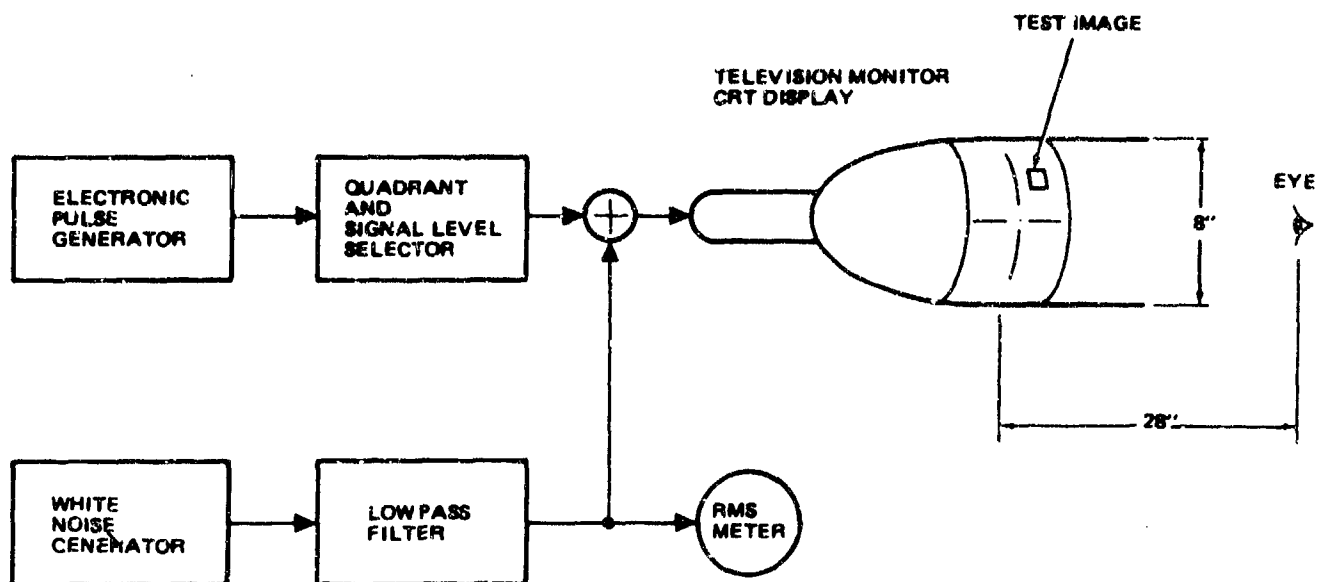 TEST IMAGE
TELEVISION MONITOR
CRT DISPLAY
ELECTRONIC
PULSE
GENERATOR
QUADRANT
AND
SIGNAL LEVEL
SELECTOR
8"
EYE
28"
WHITE
NOISE
CENERATOR
LOW PASS
FILTER
RMS
METER